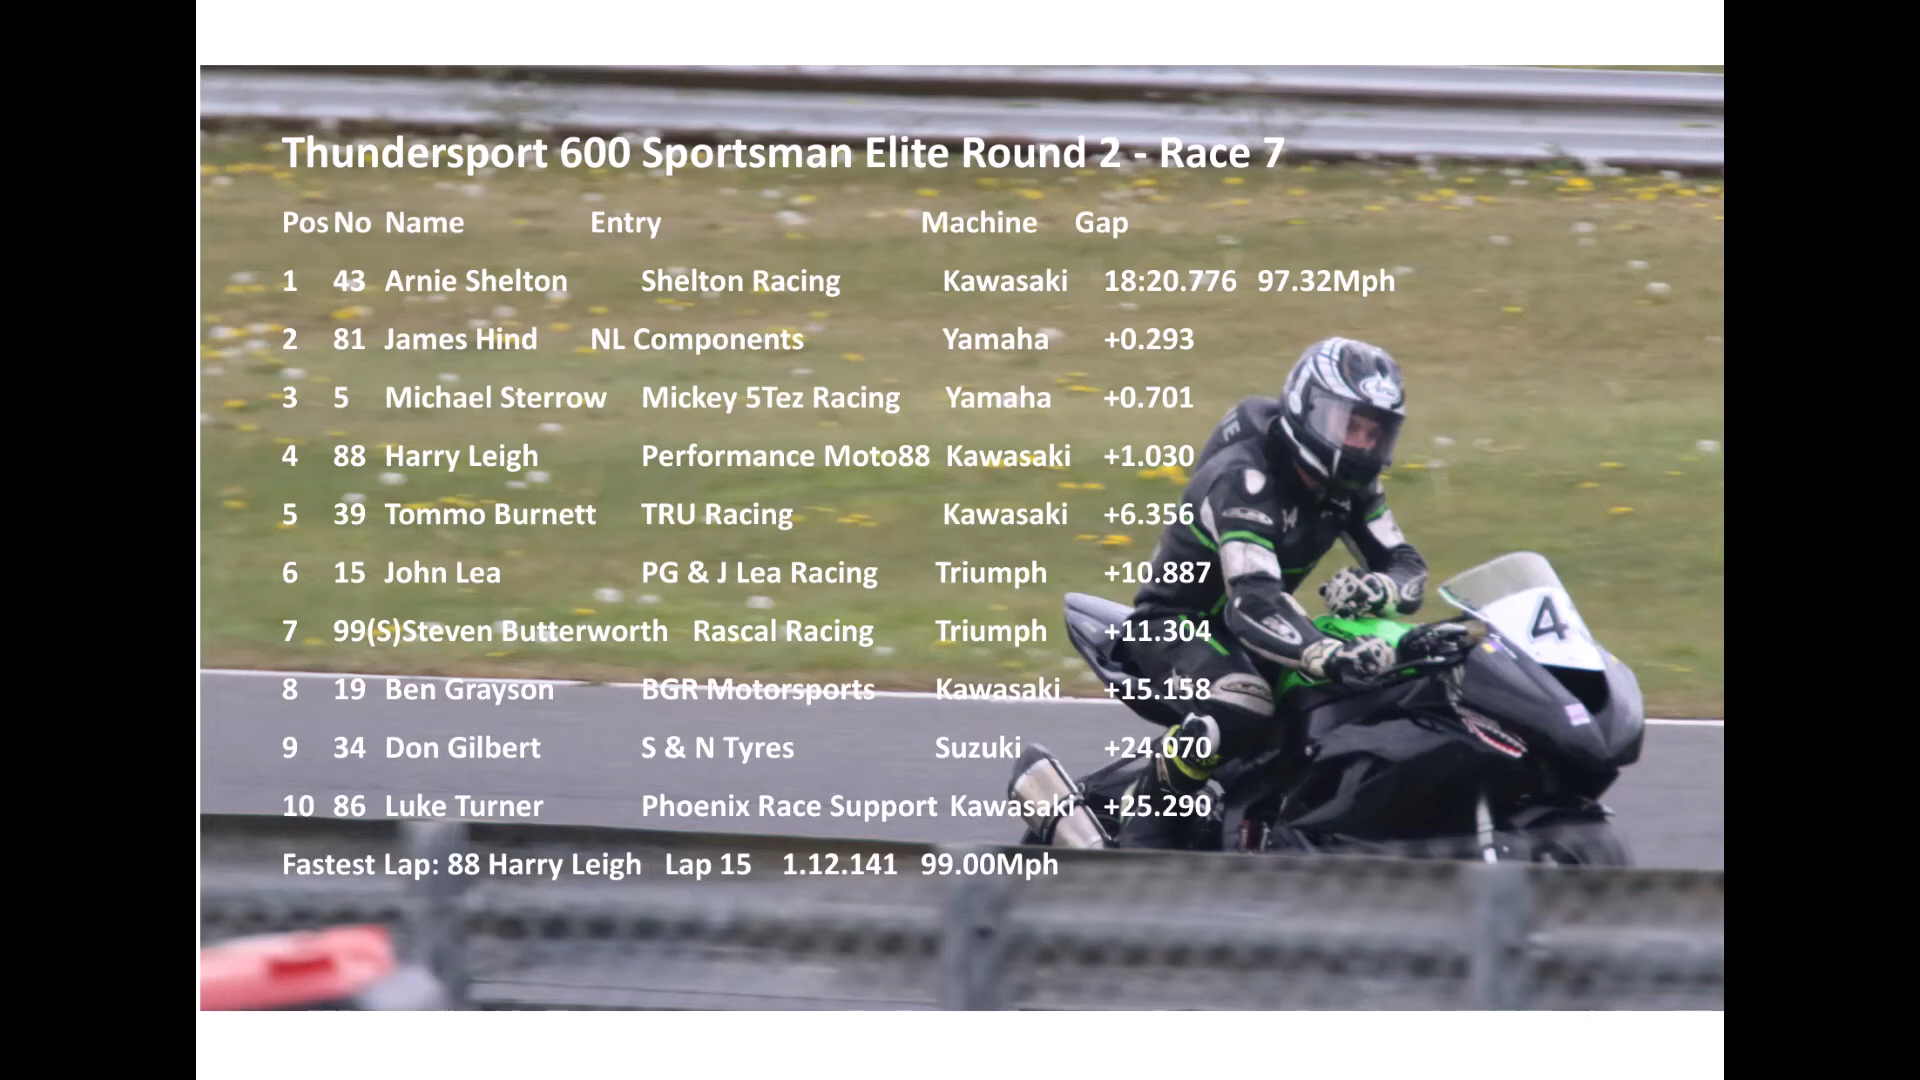 Thundersport 600 Sportsman Elite Round 2 - Race 7
Pos No Name Entry Machine Gap
1 43 Arnie Shelton Shelton Racing Kawasaki 18:20.776 97.32Mph
2 81 James Hind NL Components Yamaha +0.293
3 5 Michael Sterrow Mickey 5Tez Racing Yamaha +0.701
4 88 Harry Leigh Performance Moto88 Kawasaki +1.030
5 39 Tommo Burnett TRU Racing Kawasaki +6.356
6 15 John Lea PG & J Lea Racing Triumph +10.887
7 99(S)Steven Butterworth Rascal Racing Triumph +11.304
8 19 Ben Grayson BGR Motorsports Kawasaki +15.158
9 34 Don Gilbert S & N Tyres Suzuki +24.070
10 86 Luke Turner Phoenix Race Support Kawasaki +25.290
Fastest Lap: 88 Harry Leigh Lap 15 1.12.141 99.00Mph
4